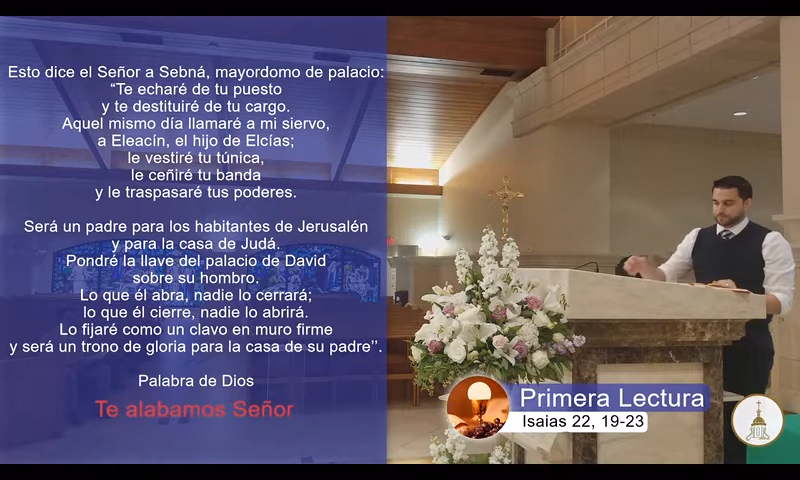 Esto dice el Señor a Sebná, mayordomo de palacio:
“Te echaré de tu puesto
y te destituiré de tu cargo.
Aquel mismo día llamaré a mi siervo,
a Eleacín, el hijo de Elcías;
le vestiré tu túnica,
le ceñiré tu banda
y le traspasaré tus poderes.
Será un padre para los habitantes de Jerusalén
y para la casa de Judá.
Pondré la llave del palacio de David
sobre su hombro.
Lo que él abra, nadie lo cerrará;
lo que él cierre, nadie lo abrirá.
Lo fijaré como un clavo en muro firme
y será un trono de gloria para la casa de su padre’’.
Palabra de Dios
Te alabamos Señor
Primera Lectura
Isaias 22, 19-23